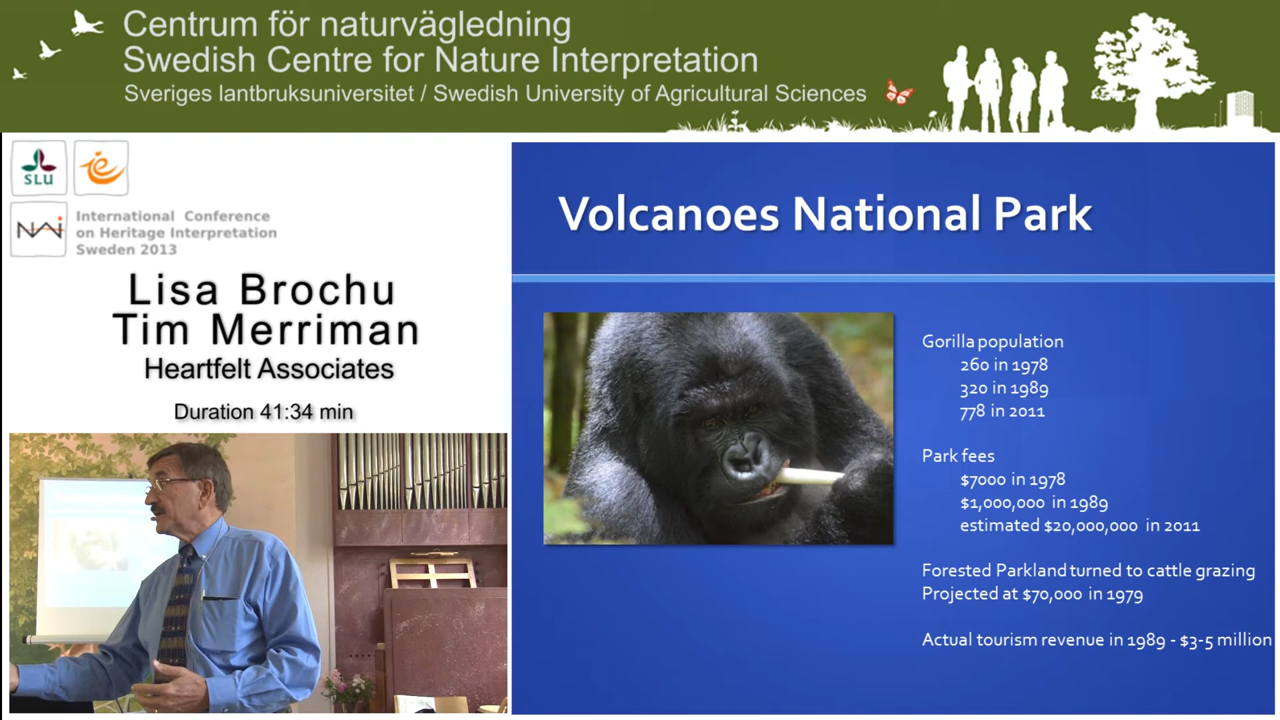 Centrum för naturvägledning
Swedish Centre for Nature Interpretation
Sveriges lantbruksuniversitet / Swedish University of Agricultural Sciences
SLU
NAI
International Conference
on Heritage Interpretation
Sweden 2013
Lisa Brochu
Tim Merriman
Heartfelt Associates
Duration 41:34 min
Volcanoes National Park
Gorilla population
260 in 1978
320 in 1989
778 in 2011
Park fees
$7000 in 1978
$1,000,000 in 1989
estimated $20,000,000 in 2011
Forested Parkland turned to cattle grazing
Projected at $70,000 in 1979
Actual tourism revenue in 1989 - $3-5 million